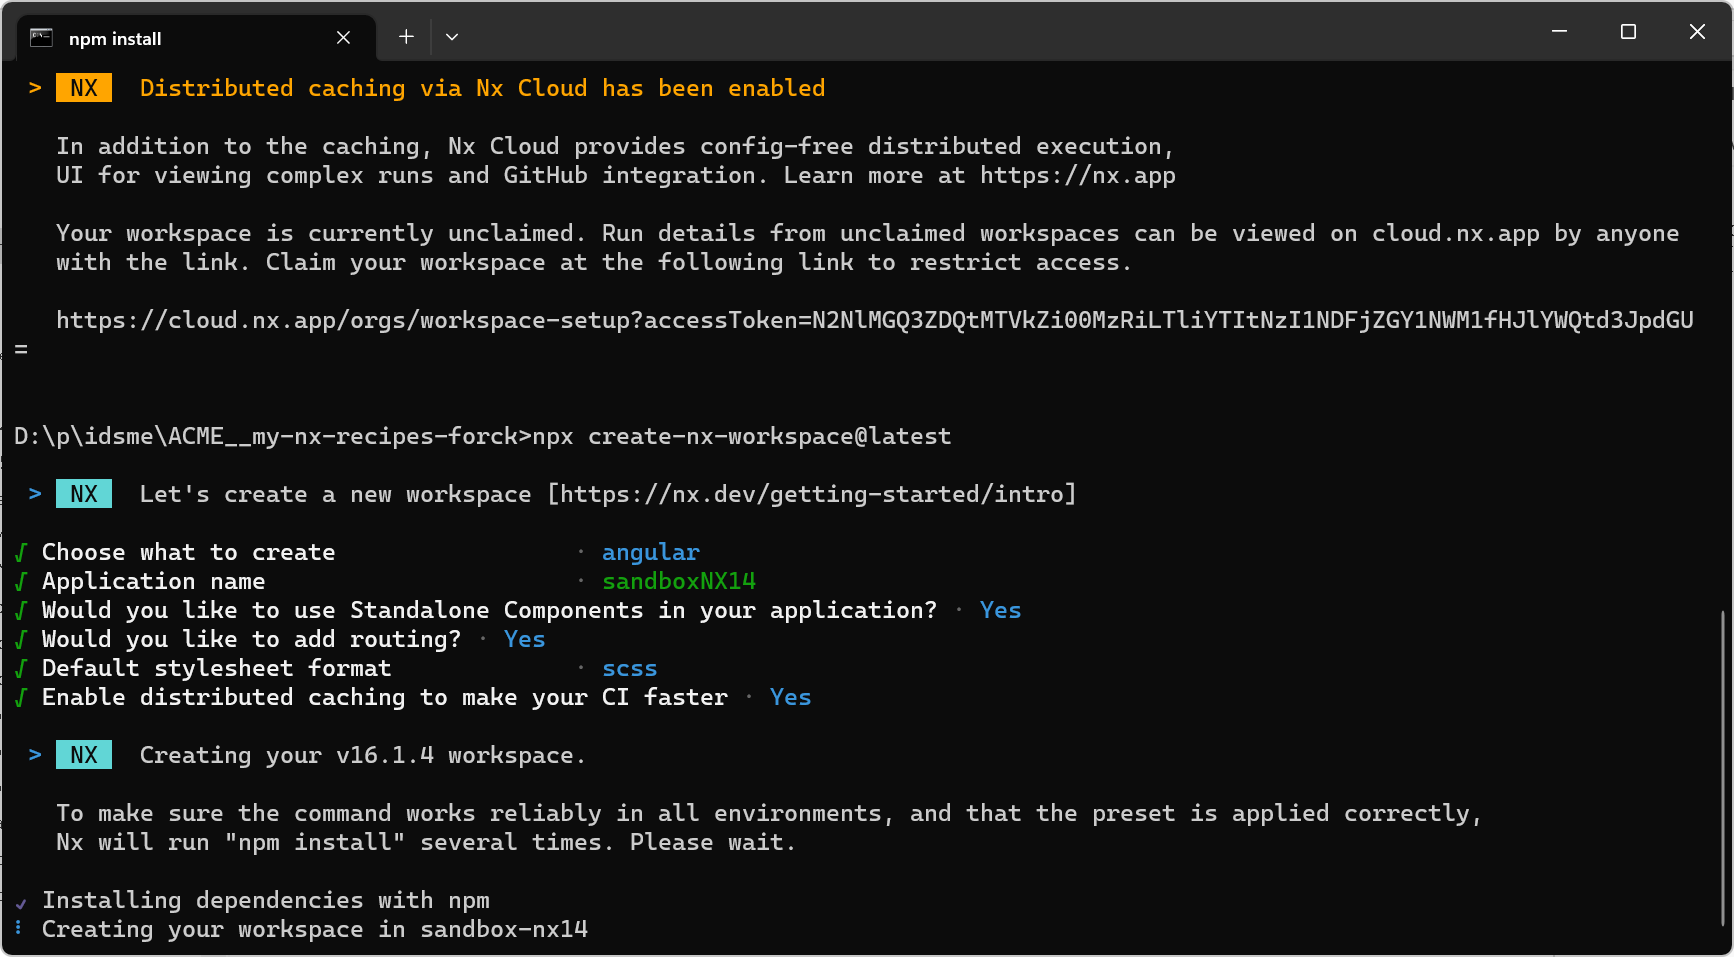 npm install
> NX Distributed caching via Nx Cloud has been enabled
In addition to the caching, Nx Cloud provides config-free distributed execution,
UI for viewing complex runs and GitHub integration. Learn more at https://nx.app
Your workspace is currently unclaimed. Run details from unclaimed workspaces can be viewed on cloud.nx.app by anyone
with the link. Claim your workspace at the following link to restrict access.
https://cloud.nx.app/orgs/workspace-setup?accessToken=N2NlMGQ3ZDQtMTVkZi00MzRiLTliYTItNzI1NDFjZGY1NWM1fHJlYWQtd3JpdGU
=
D:\p\idsme\ACME__my-nx-recipes-forck>npx create-nx-workspace@latest
> NX Let's create a new workspace [https://nx.dev/getting-started/intro]
√ Choose what to create · angular
√ Application name · sandboxNX14
√ Would you like to use Standalone Components in your application? · Yes
√ Would you like to add routing? · Yes
√ Default stylesheet format · scss
√ Enable distributed caching to make your CI faster · Yes
> NX Creating your v16.1.4 workspace.
To make sure the command works reliably in all environments, and that the preset is applied correctly,
Nx will run "npm install" several times. Please wait.
✓ Installing dependencies with npm
⠇ Creating your workspace in sandbox-nx14